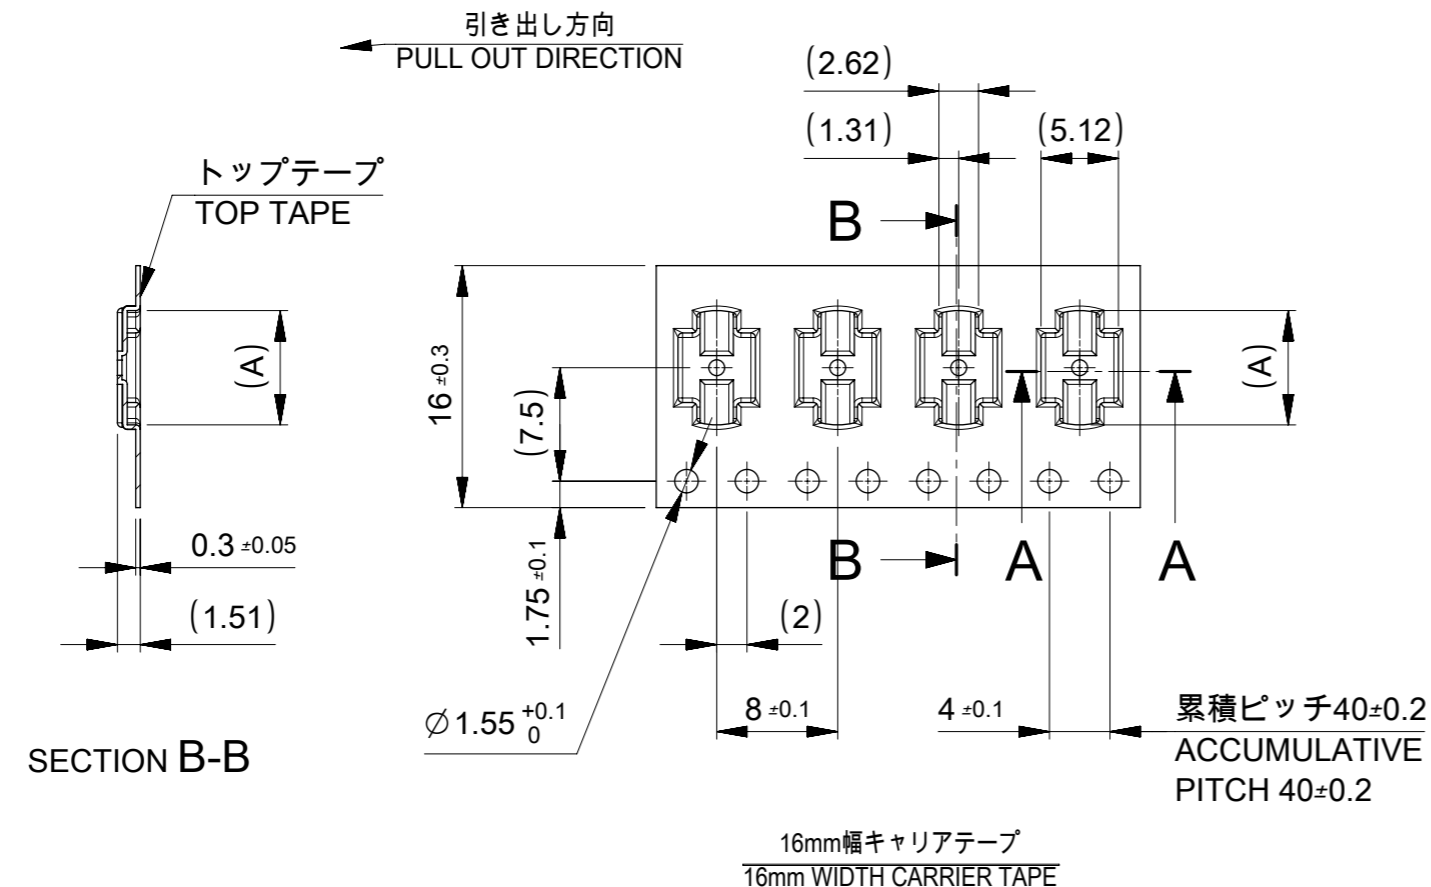 引き出し方向
PULL OUT DIRECTION
(2.62)
(1.31)
(5.12)
トップテープ
TOP TAPE
B
(A)
16 ±0.3
(7.5)
(A)
0.3 ±0.05
1.75 ±0.1
B
A
A
(1.51)
(2)
∅1.55 +0.1 0
8 ±0.1
4 ±0.1
累積ピッチ40±0.2
ACCUMULATIVE
PITCH 40±0.2
SECTION B-B
16mm幅キャリアテープ
16mm WIDTH CARRIER TAPE